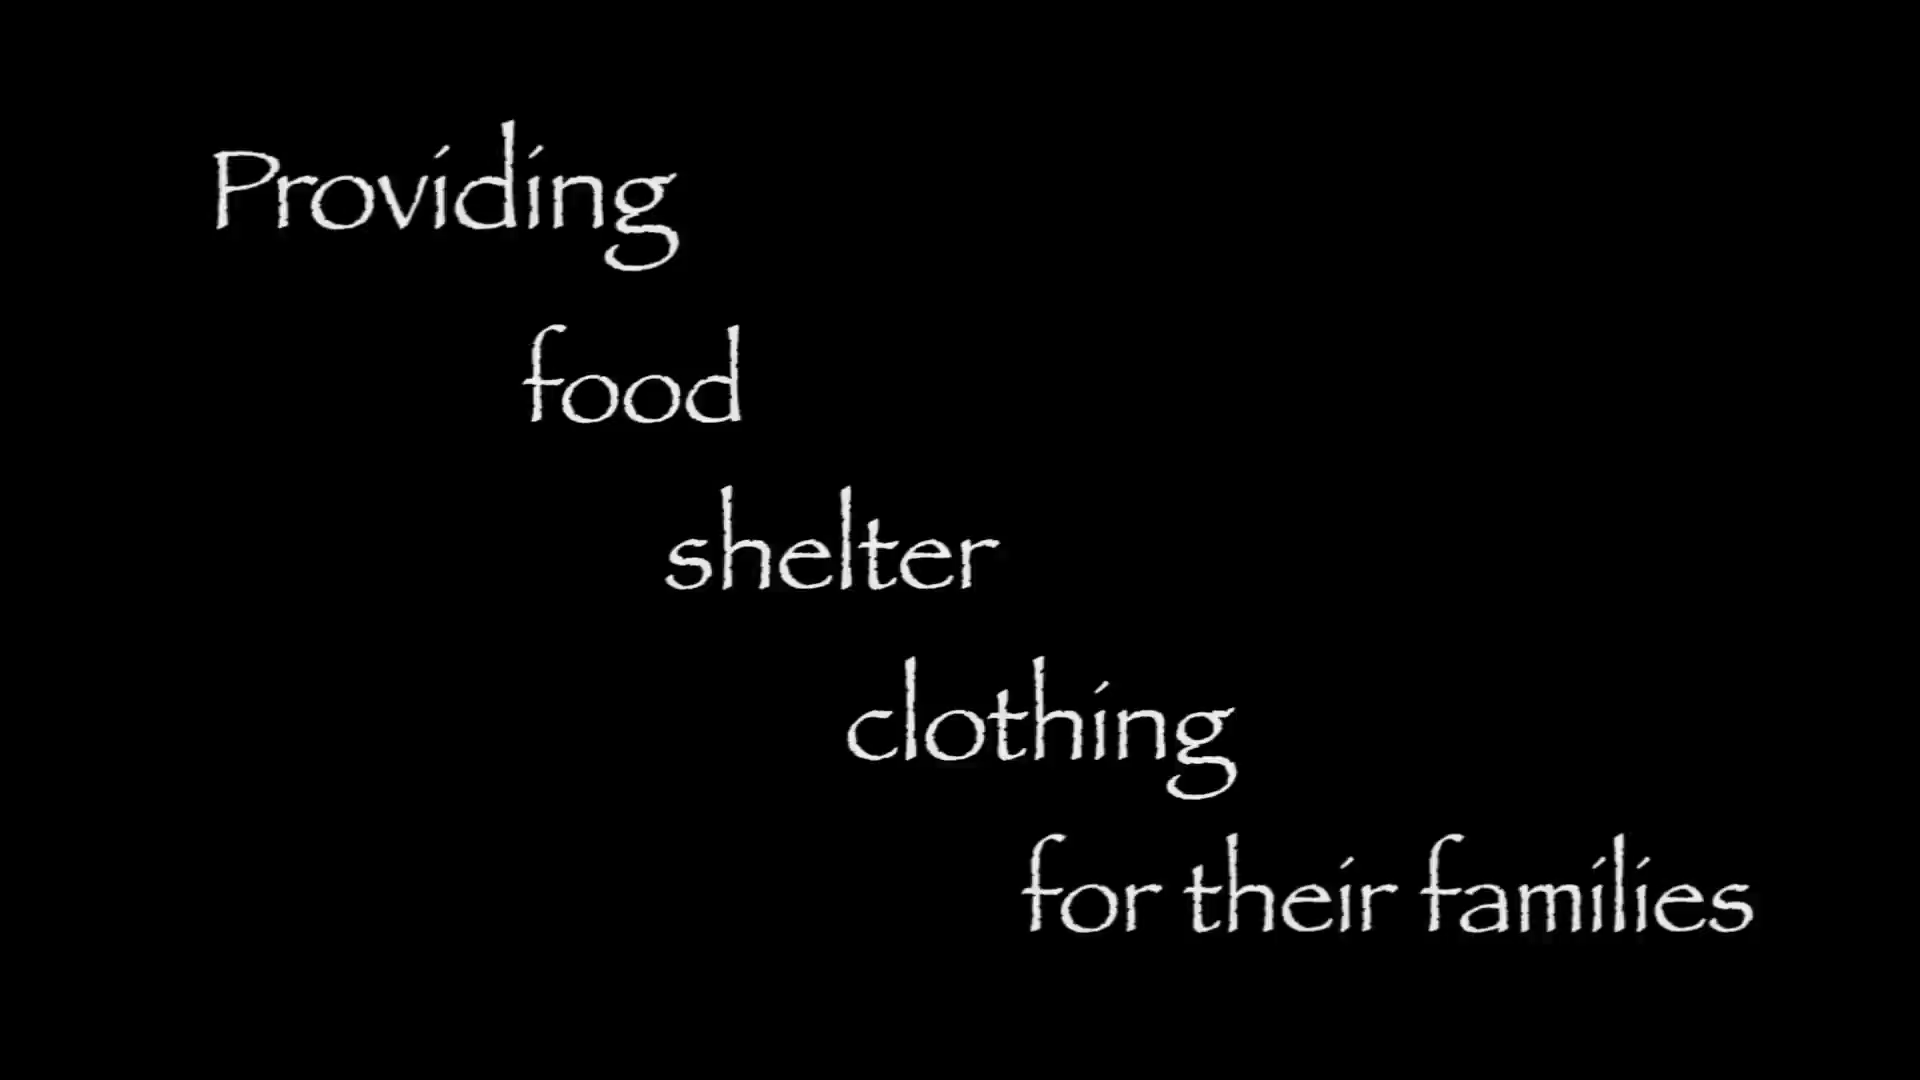 Providing
food
shelter
clothing
for their families